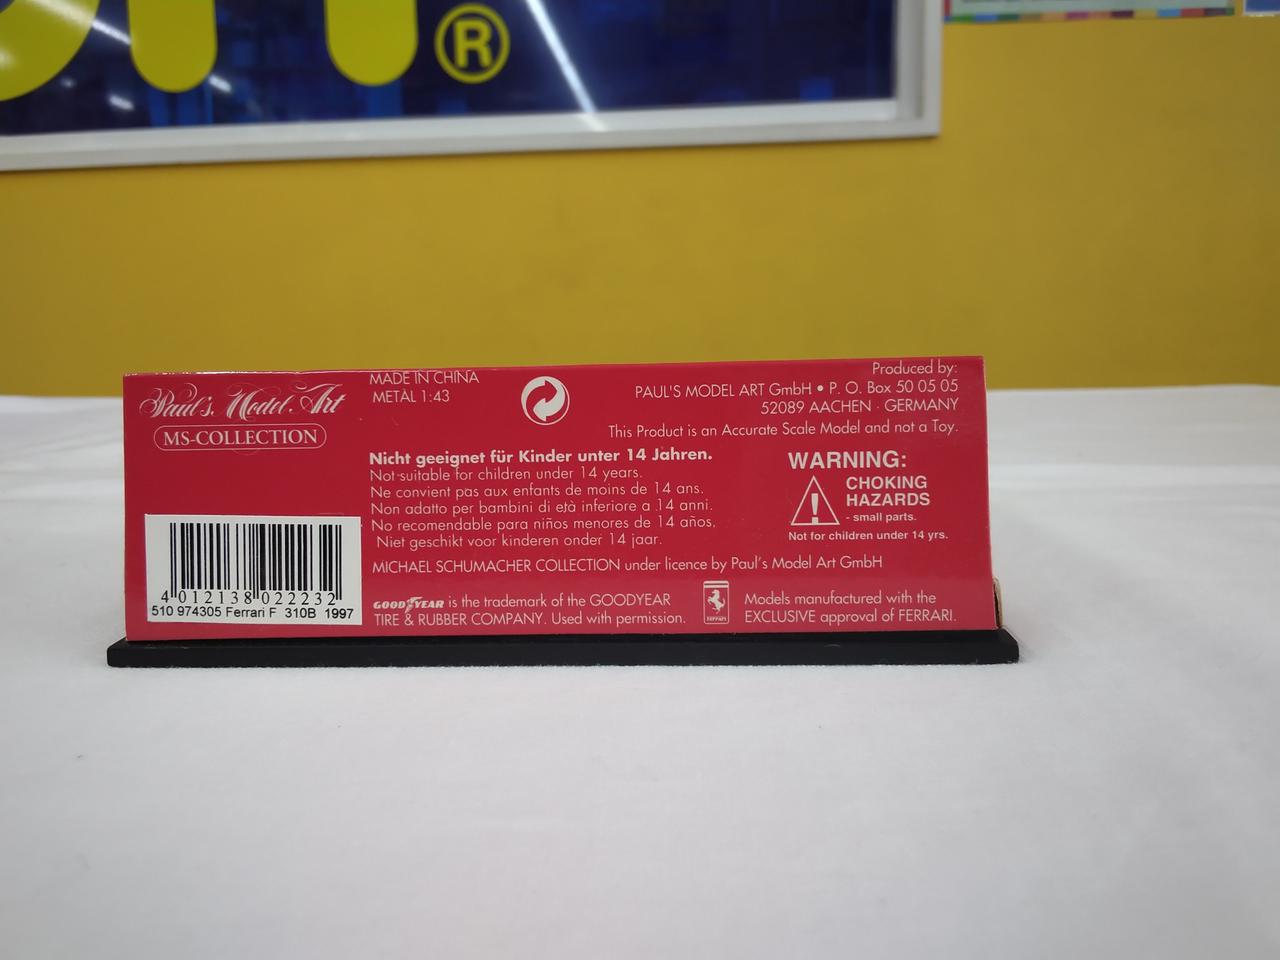 ®
Paul's Model Art
MS-COLLECTION
MADE IN CHINA
METAL 1:43
Produced by:
PAUL'S MODEL ART GmbH • P. O. Box 50 05 05
52089 AACHEN · GERMANY
This Product is an Accurate Scale Model and not a Toy.
Nicht geeignet für Kinder unter 14 Jahren.
Not suitable for children under 14 years.
Ne convient pas aux enfants de moins de 14 ans.
Non adatto per bambini di età inferiore a 14 anni.
No recomendable para niños menores de 14 años.
Niet geschikt voor kinderen onder 14 jaar.
WARNING:
CHOKING
HAZARDS
- small parts.
Not for children under 14 yrs.
MICHAEL SCHUMACHER COLLECTION under licence by Paul's Model Art GmbH
4 012138 022232
510 974305 Ferrari F 310B 1997
GOODYEAR is the trademark of the GOODYEAR
TIRE & RUBBER COMPANY. Used with permission.
Ferrari
Models manufactured with the
EXCLUSIVE approval of FERRARI.